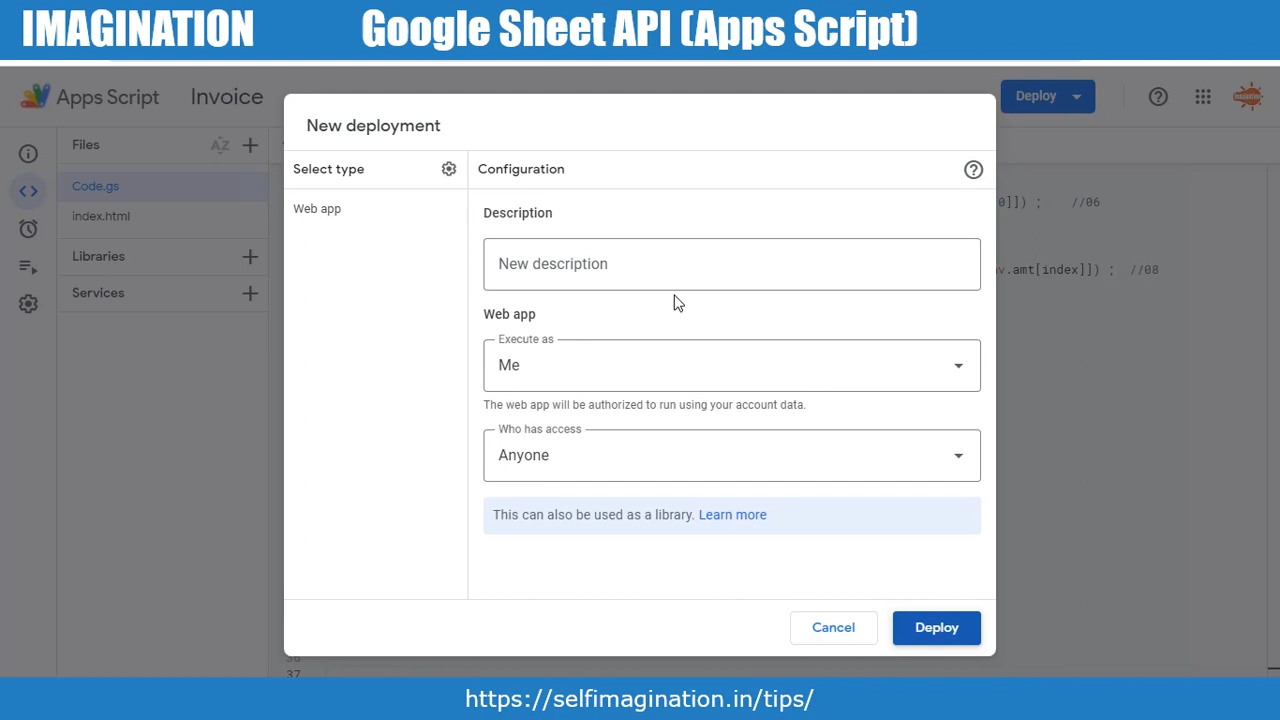 IMAGINATION Google Sheet API (Apps Script)
Apps Script Invoice Deploy
New deployment
Files AZ
Select type
Configuration
Code.gs
index.html
Libraries
Services
Web app
Description
New description
Web app
Execute as
Me
The web app will be authorized to run using your account data.
Who has access
Anyone
This can also be used as a library. Learn more
Cancel Deploy
0]]) ; //06
v.amt[index]]) ; //08
36
37
https://selfimagination.in/tips/